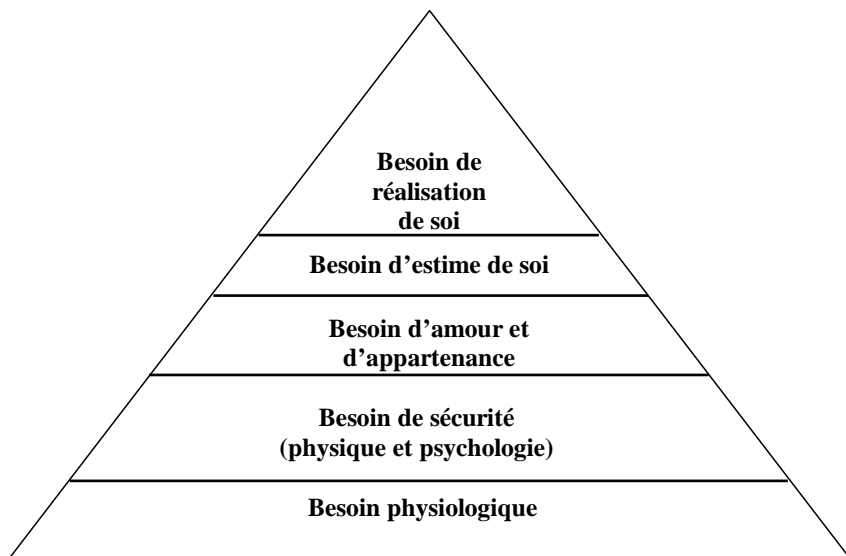 Besoin de
réalisation
de soi
Besoin d’estime de soi
Besoin d’amour et
d’appartenance
Besoin de sécurité
(physique et psychologie)
Besoin physiologique